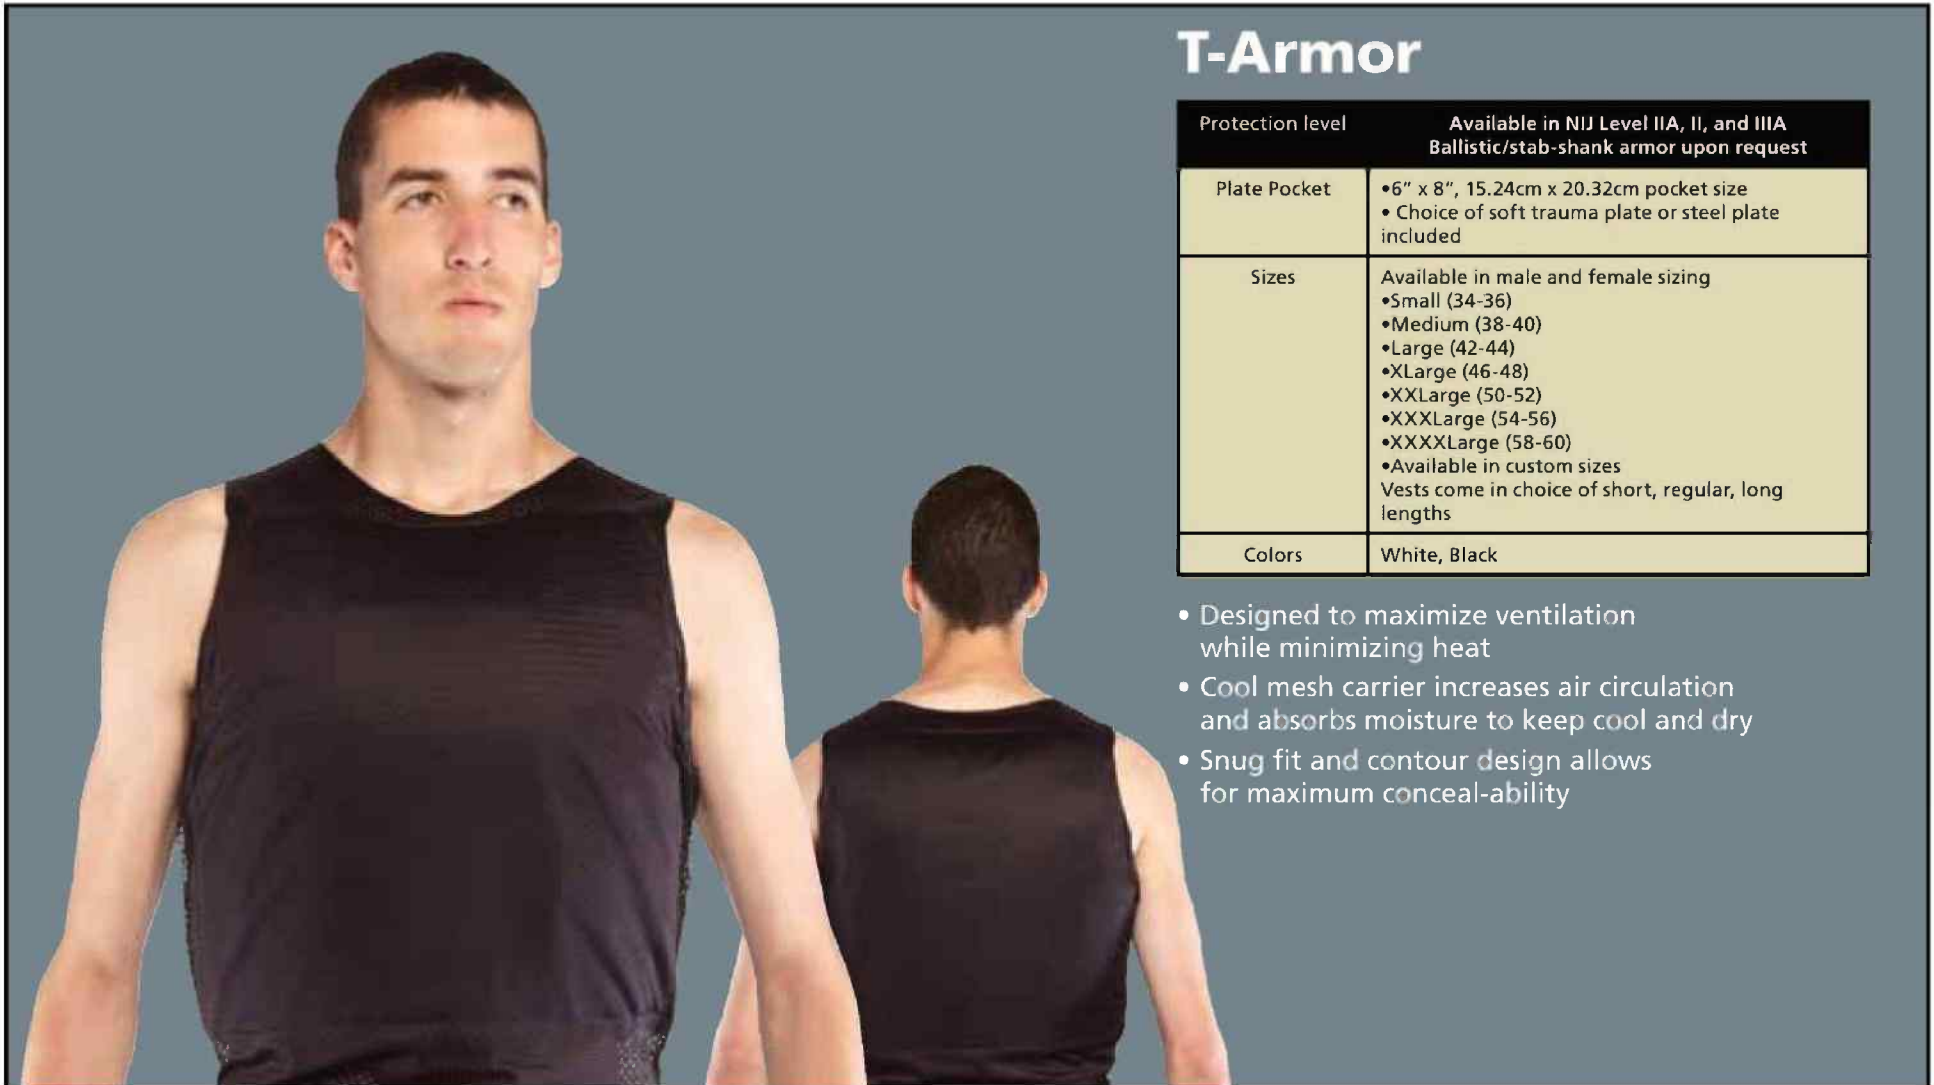 T-Armor
Protection level
Available in NIJ Level IIA, II, and IIIA
Ballistic/stab-shank armor upon request
Plate Pocket
•6" x 8", 15.24cm x 20.32cm pocket size
• Choice of soft trauma plate or steel plate
included
Sizes
Available in male and female sizing
•Small (34-36)
•Medium (38-40)
•Large (42-44)
•XLarge (46-48)
•XXLarge (50-52)
•XXXLarge (54-56)
•XXXXLarge (58-60)
•Available in custom sizes
Vests come in choice of short, regular, long
lengths
Colors
White, Black
• Designed to maximize ventilation
while minimizing heat
• Cool mesh carrier increases air circulation
and absorbs moisture to keep cool and dry
• Snug fit and contour design allows
for maximum conceal-ability